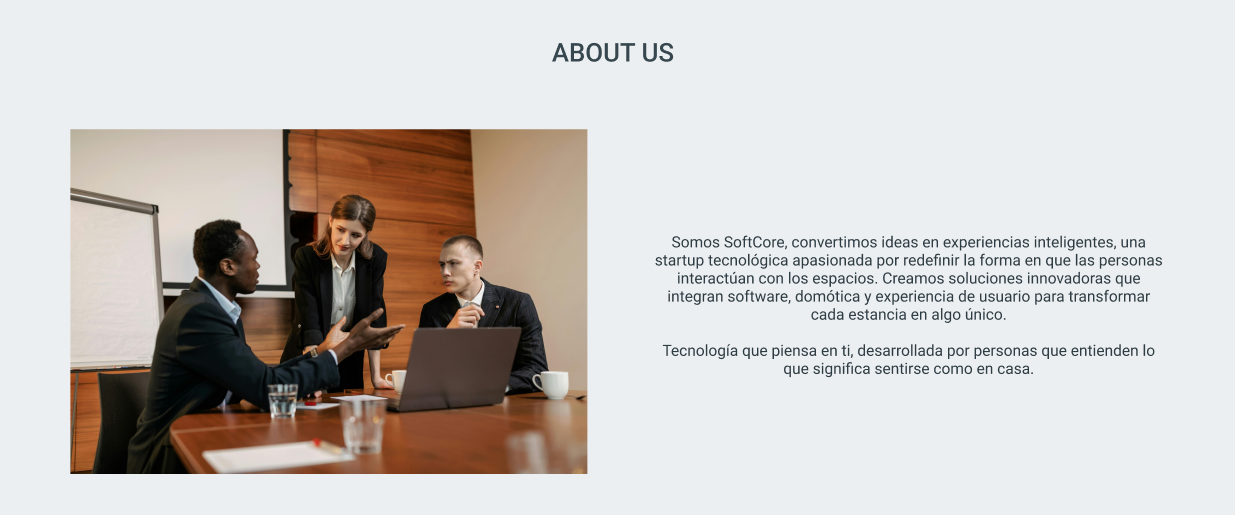 ABOUT US
Somos SoftCore, convertimos ideas en experiencias inteligentes, una
startup tecnológica apasionada por redefinir la forma en que las personas
interactúan con los espacios. Creamos soluciones innovadoras que
integran software, domótica y experiencia de usuario para transformar
cada estancia en algo único.
Tecnología que piensa en ti, desarrollada por personas que entienden lo
que significa sentirse como en casa.